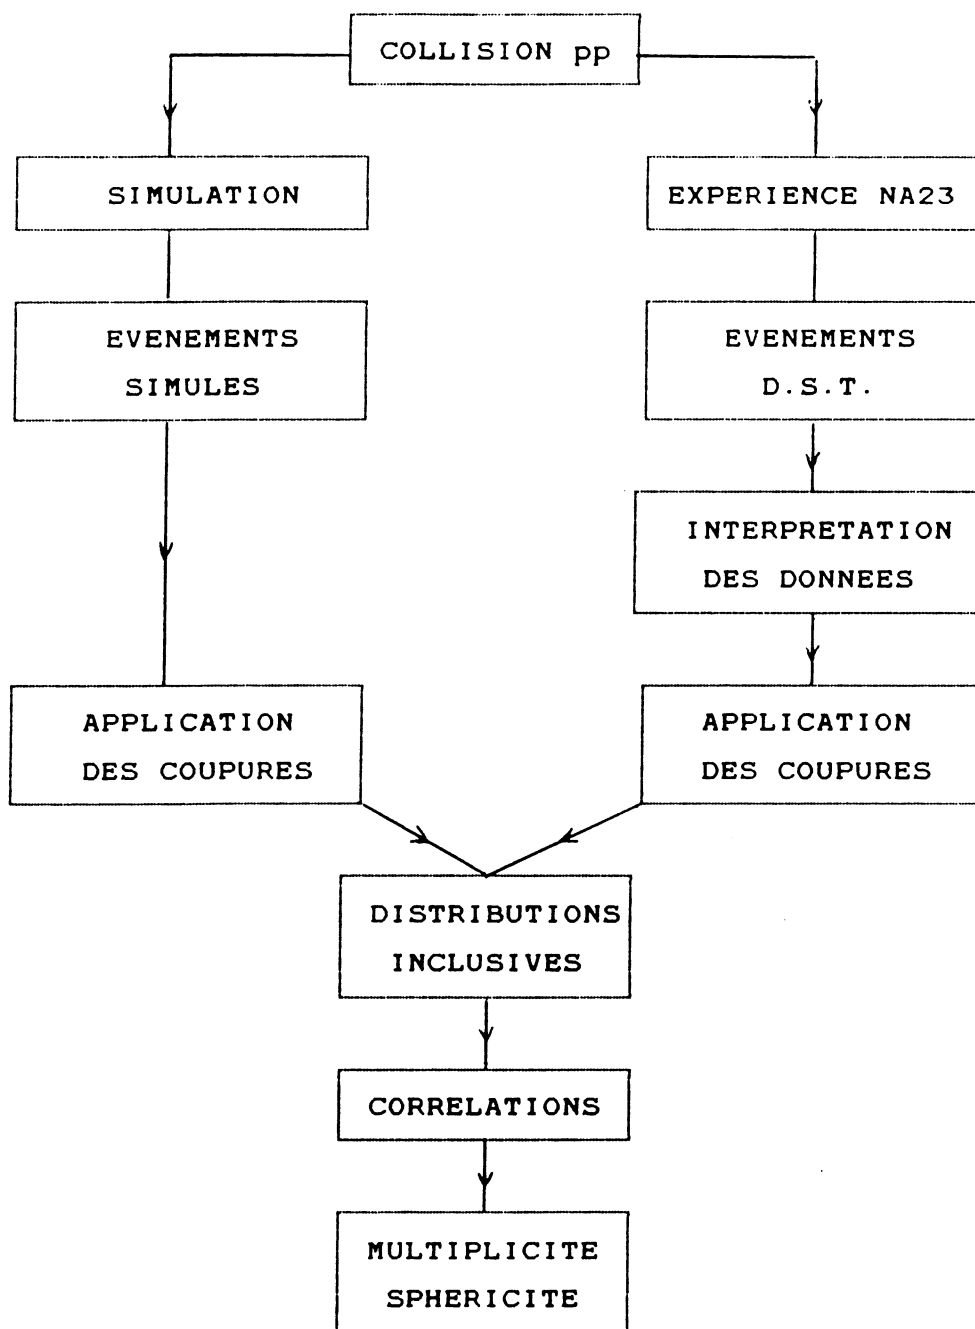 COLLISION pp
SIMULATION
EXPERIENCE NA23
EVENEMENTS
SIMULES
EVENEMENTS
D.S.T.
INTERPRETATION
DES DONNEES
APPLICATION
DES COUPURES
APPLICATION
DES COUPURES
DISTRIBUTIONS
INCLUSIVES
CORRELATIONS
MULTIPLICITE
SPHERICITE